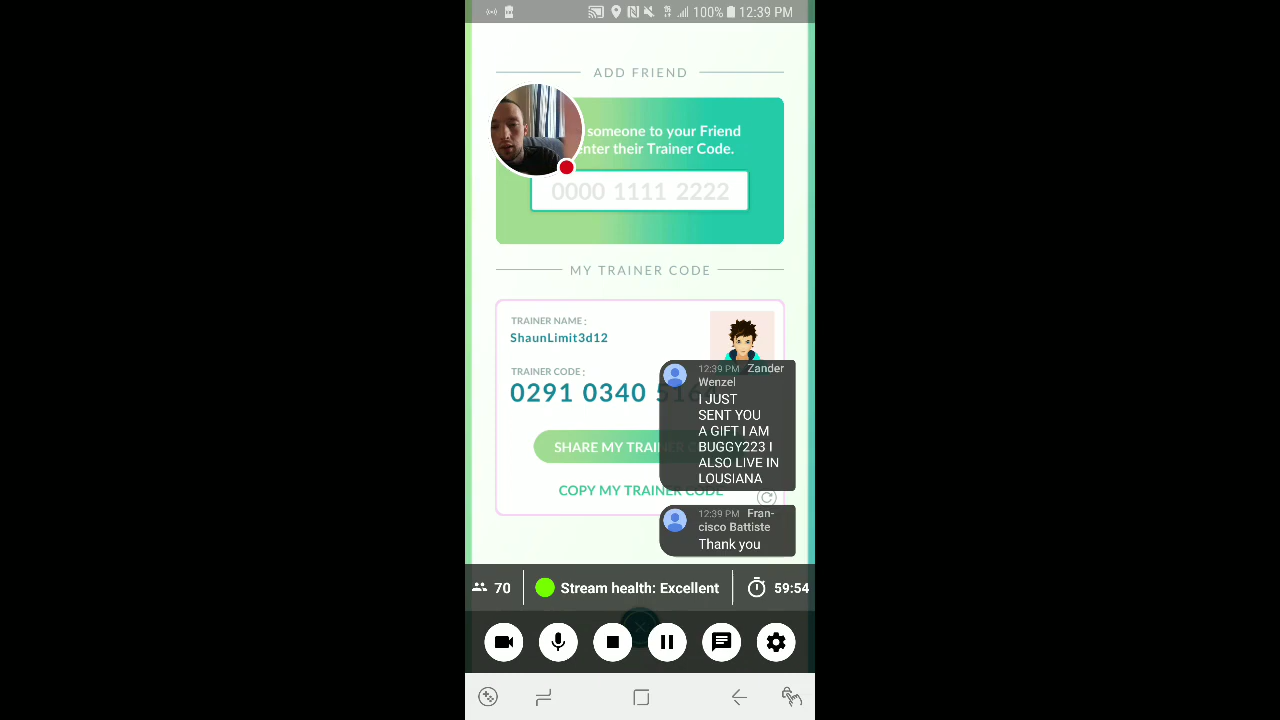 100% 12:39 PM
ADD FRIEND
someone to your Friend
enter their Trainer Code.
0000 1111 2222
MY TRAINER CODE
TRAINER NAME :
ShaunLimit3d12
TRAINER CODE :
0291 0340
12:39 PM Zander
Wenzel
I JUST
SENT YOU
A GIFT I AM
BUGGY223 I
ALSO LIVE IN
LOUSIANA
SHARE MY TRAINER
COPY MY TRAINER CODE
12:39 PM Fran-
cisco Battiste
Thank you
70
Stream health: Excellent
59:54